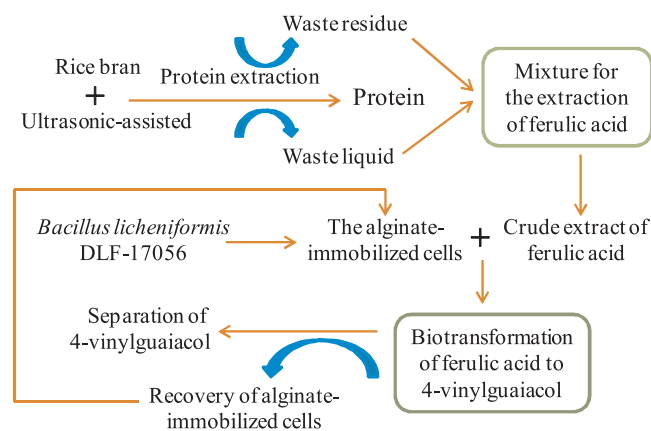 Waste residue
Rice bran
+
Ultrasonic-assisted
Protein extraction
Protein
Waste liquid
Mixture for
the extraction
of ferulic acid
Bacillus licheniformis
DLF-17056
The alginate-
immobilized cells
+
Crude extract of
ferulic acid
Separation of
4-vinylguaiacol
Biotransformation
of ferulic acid to
4-vinylguaiacol
Recovery of alginate-
immobilized cells